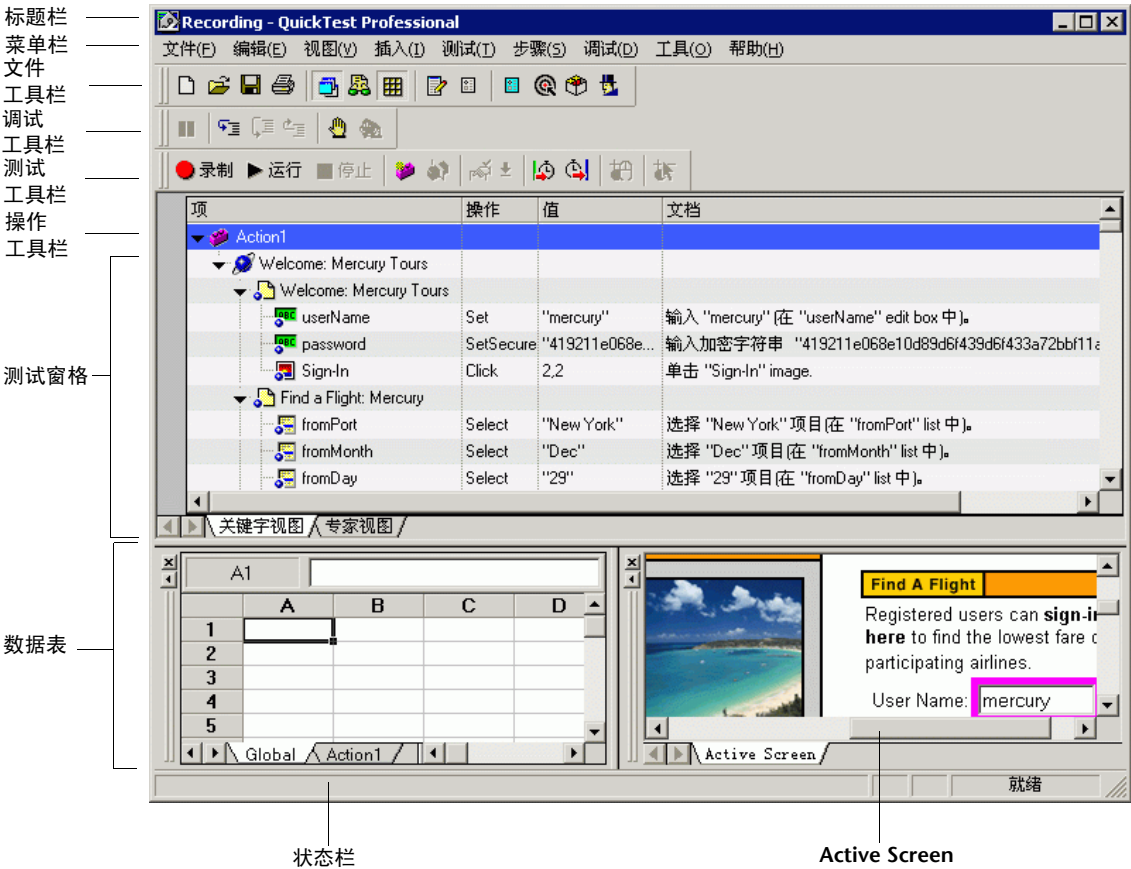 标题栏
菜单栏
文件
工具栏
调试
工具栏
测试
工具栏
操作
工具栏
测试窗格
数据表
Recording - QuickTest Professional
文件(F) 编辑(E) 视图(V) 插入(I) 测试(T) 步骤(S) 调试(D) 工具(O) 帮助(H)
录制 运行 停止
项 操作 值 文档
Action1
Welcome: Mercury Tours
Welcome: Mercury Tours
userName Set "mercury" 输入 "mercury" (在 "userName" edit box 中)。
password SetSecure "419211e068e... 输入加密字符串 "419211e068e10d89d6f439d6f433a72bbf11a
Sign-In Click 2,2 单击 "Sign-In" image.
Find a Flight: Mercury
fromPort Select "New York" 选择 "New York" 项目(在 "fromPort" list 中)。
fromMonth Select "Dec" 选择 "Dec" 项目(在 "fromMonth" list 中)。
fromDay Select "29" 选择 "29" 项目(在 "fromDay" list 中)。
关键字视图 专家视图
A1
A B C D
1
2
3
4
5
Global Action1
Find A Flight
Registered users can sign-in
here to find the lowest fare o
participating airlines.
User Name: mercury
Active Screen
就绪
状态栏
Active Screen